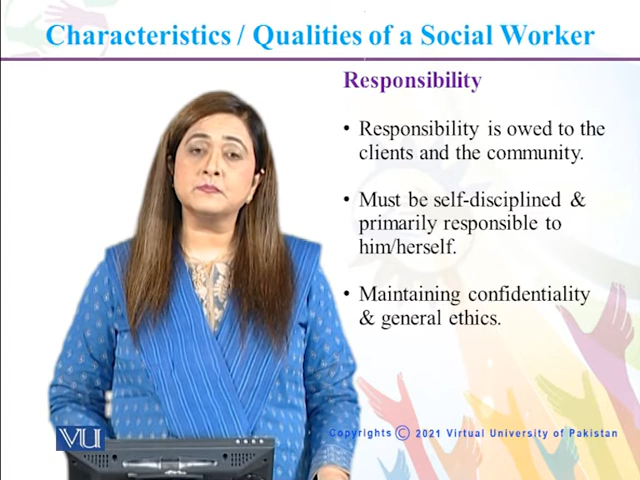 Characteristics / Qualities of a Social Worker
Responsibility
• Responsibility is owed to the
clients and the community.
• Must be self-disciplined &
primarily responsible to
him/herself.
• Maintaining confidentiality
& general ethics.
VU
Copyrights © 2021 Virtual University of Pakistan